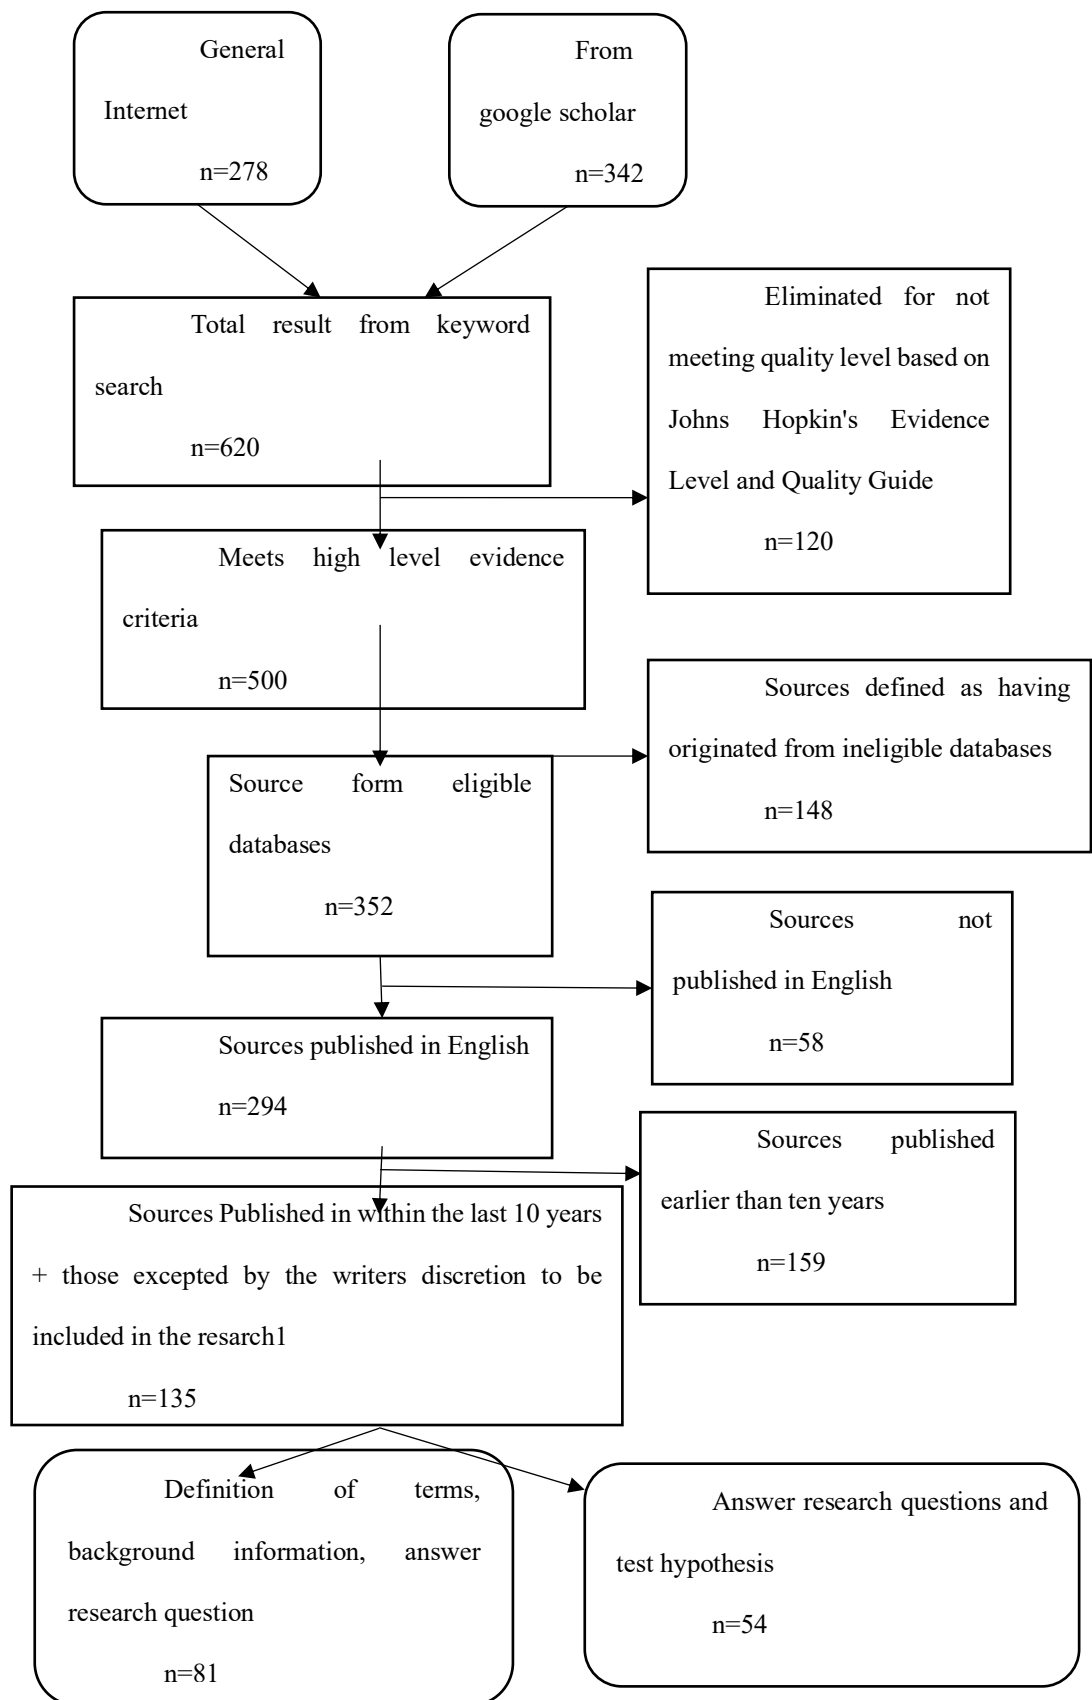 General
Internet
n=278
From
google scholar
n=342
Total result from keyword
search
n=620
Eliminated for not
meeting quality level based on
Johns Hopkin's Evidence
Level and Quality Guide
n=120
Meets high level evidence
criteria
n=500
Sources defined as having
originated from ineligible databases
n=148
Source form eligible
databases
n=352
Sources not
published in English
n=58
Sources published in English
n=294
Sources published
earlier than ten years
n=159
Sources Published in within the last 10 years
+ those excepted by the writers discretion to be
included in the resarch1
n=135
Definition of terms,
background information, answer
research question
n=81
Answer research questions and
test hypothesis
n=54